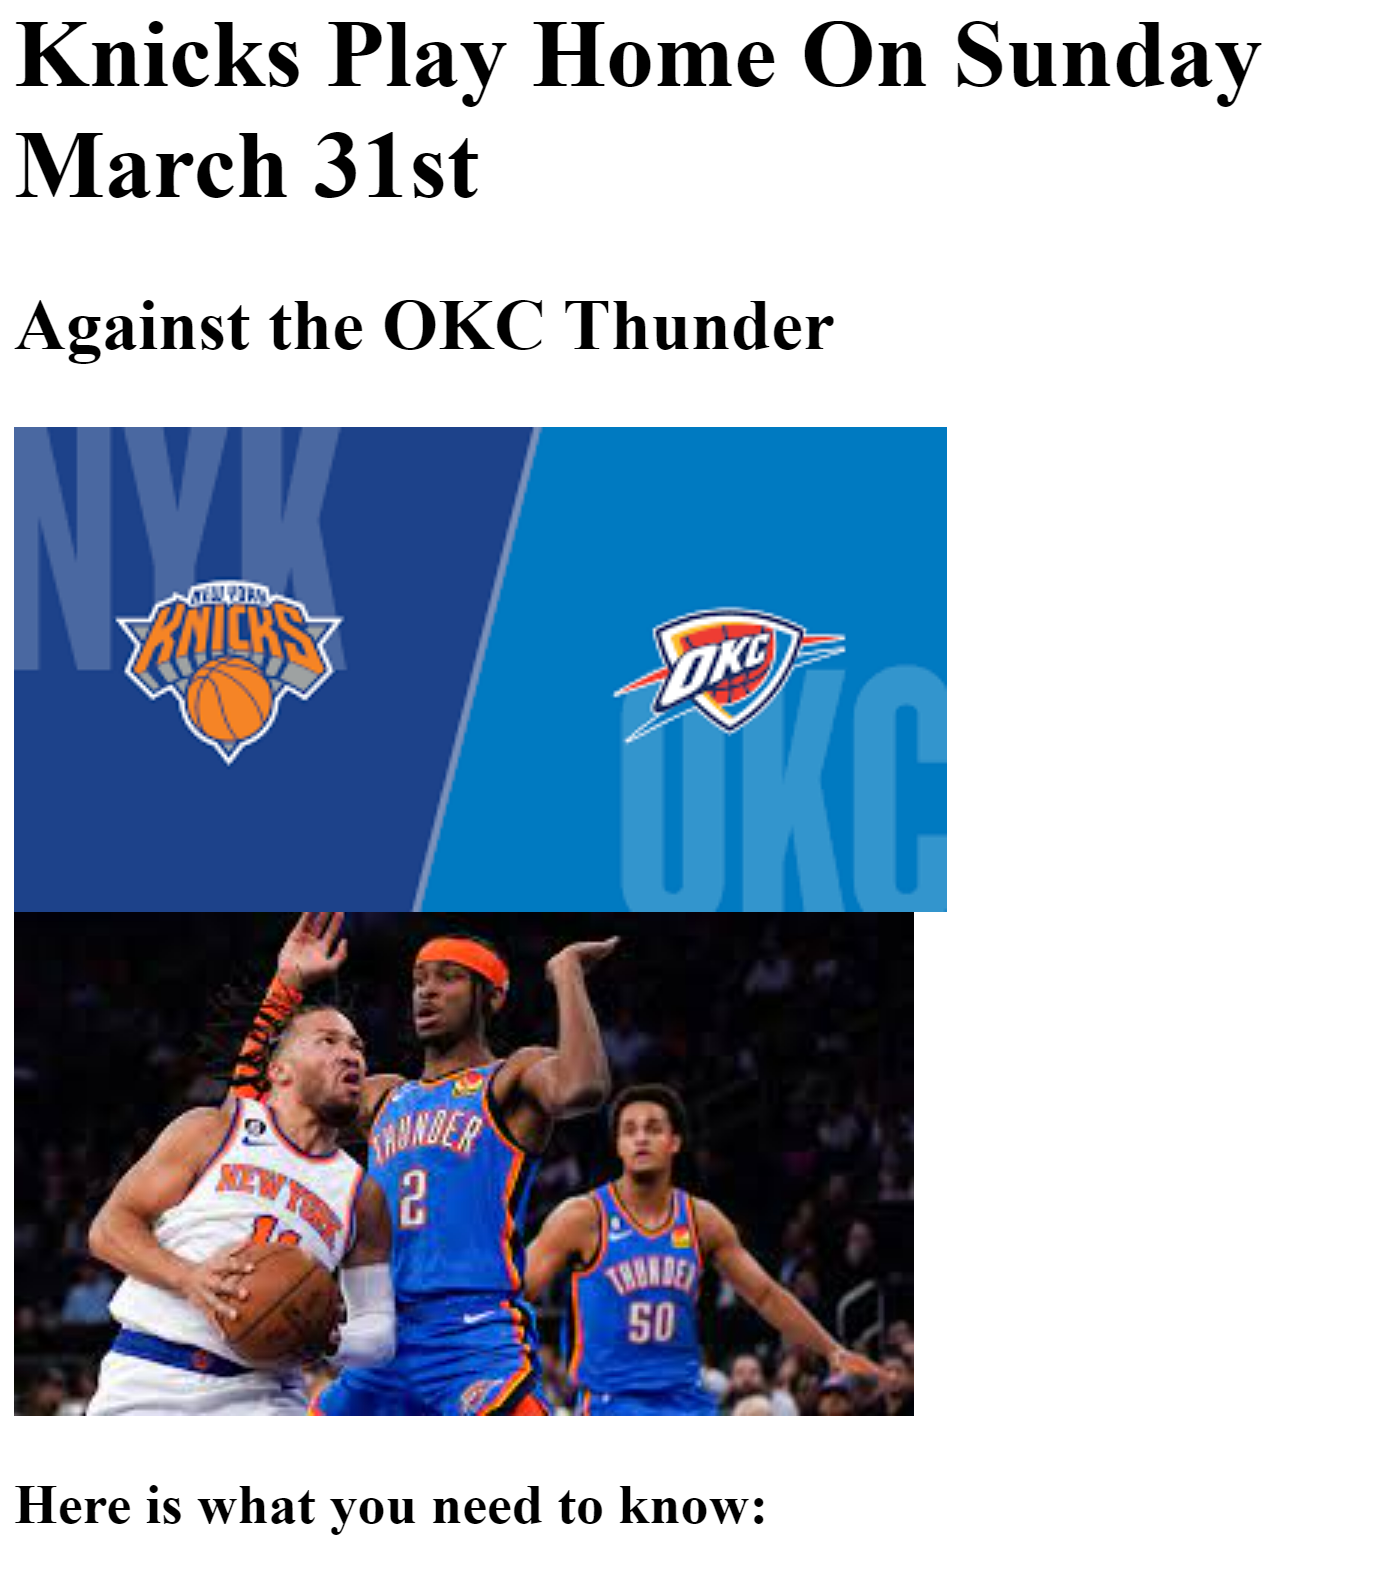 Knicks Play Home On Sunday
March 31st
Against the OKC Thunder
NYK
NEW YORK
KNICKS
OKC
OKC
THUNDER
2
NEW YORK
11
THUNDER
50
Here is what you need to know: